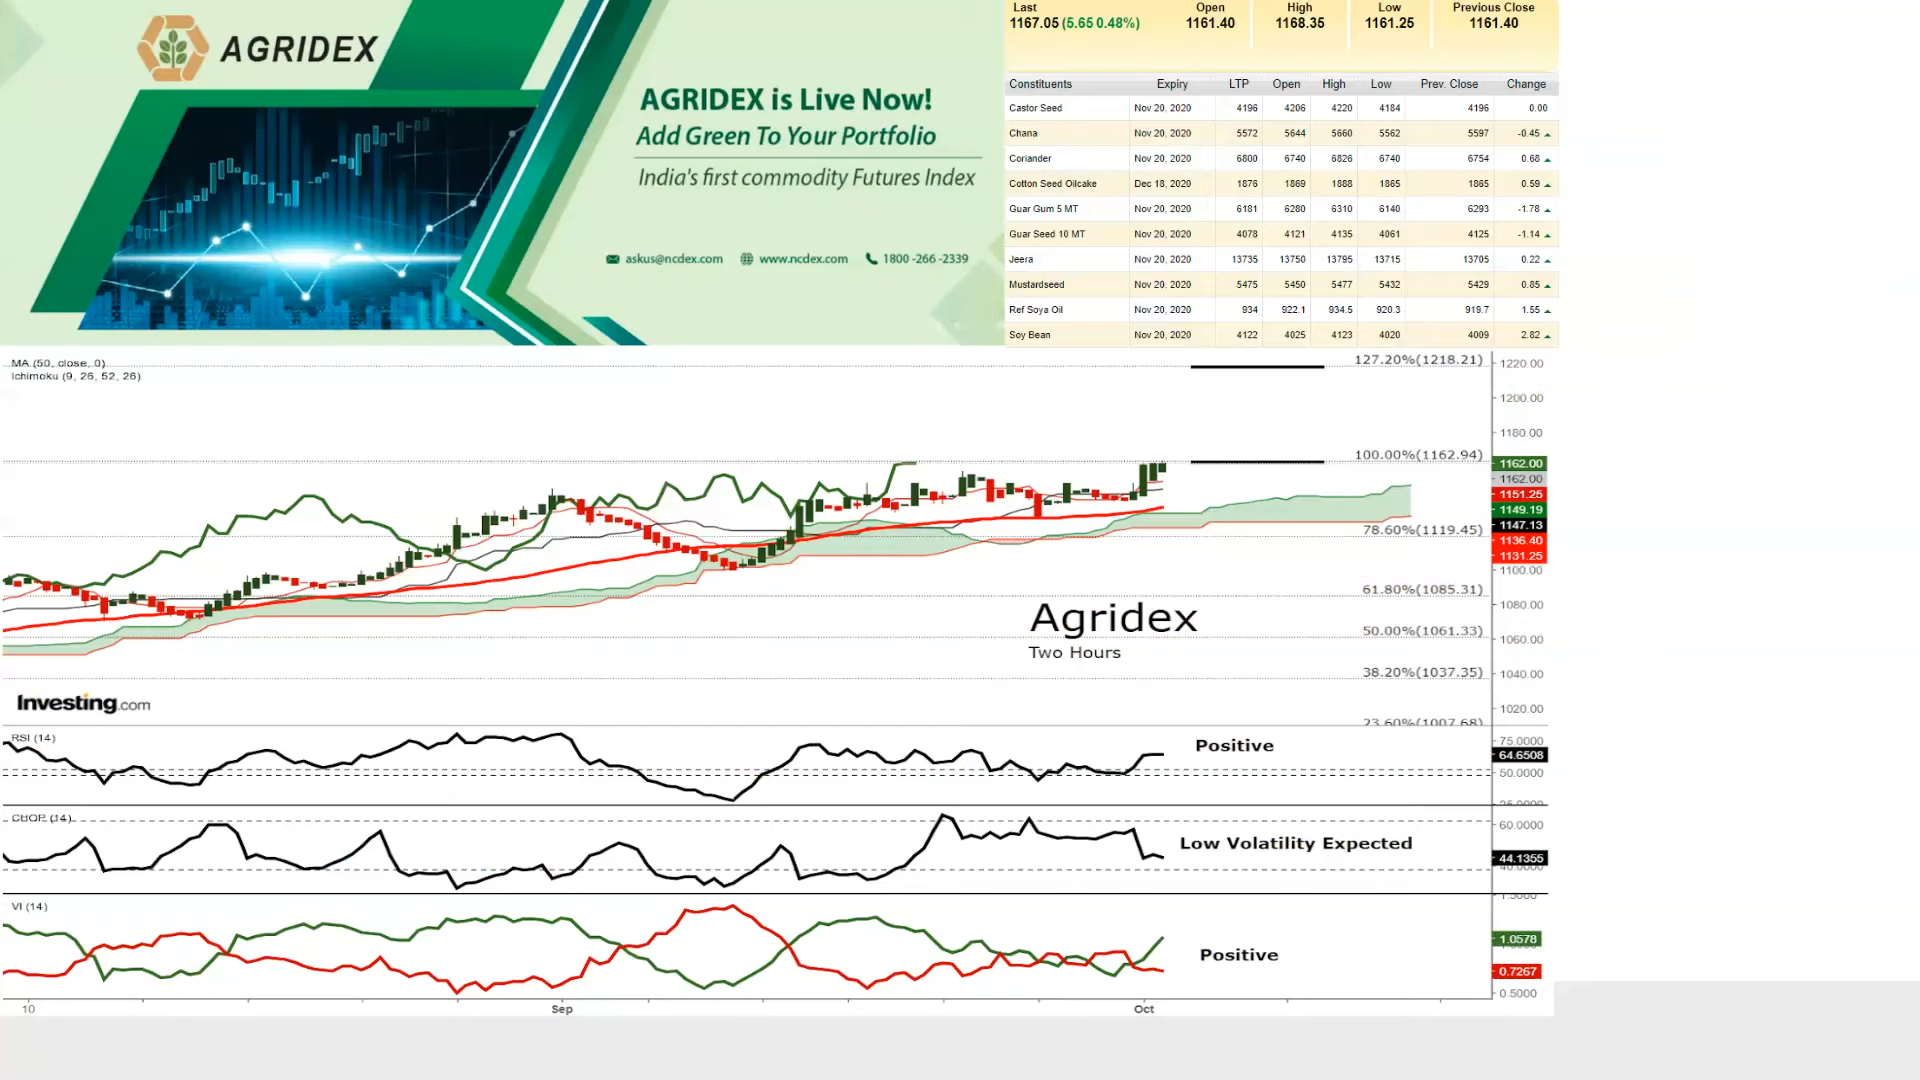 AGRIDEX
AGRIDEX is Live Now!
Add Green To Your Portfolio
India's first commodity Futures Index
askus@ncdex.com www.ncdex.com 1800 -266 -2339
Last Open High Low Previous Close
1167.05 (5.65 0.48%) 1161.40 1168.35 1161.25 1161.40
Constituents Expiry LTP Open High Low Prev. Close Change
Castor Seed Nov 20, 2020 4196 4206 4220 4184 4196 0.00
Chana Nov 20, 2020 5572 5644 5660 5562 5597 -0.45
Coriander Nov 20, 2020 6800 6740 6826 6740 6754 0.68
Cotton Seed Oilcake Dec 18, 2020 1876 1869 1888 1865 1865 0.59
Guar Gum 5 MT Nov 20, 2020 6181 6280 6310 6140 6293 -1.78
Guar Seed 10 MT Nov 20, 2020 4078 4121 4135 4061 4125 -1.14
Jeera Nov 20, 2020 13735 13750 13795 13715 13705 0.22
Mustardseed Nov 20, 2020 5475 5450 5477 5432 5429 0.85
Ref Soya Oil Nov 20, 2020 934 922.1 934.5 920.3 919.7 1.55
Soy Bean Nov 20, 2020 4122 4025 4123 4020 4009 2.82
MA (50, close, 0)
Ichimoku (9, 26, 52, 26)
127.20%(1218.21) 1220.00
1200.00
1180.00
100.00%(1162.94) 1162.00
1162.00
1151.25
1149.19
1147.13
78.60%(1119.45) 1136.40
1131.25
1100.00
61.80%(1085.31)
1080.00
Agridex
50.00%(1061.33) 1060.00
Two Hours
38.20%(1037.35) 1040.00
Investing.com
1020.00
23.60%(1007.68)
RSI (14) Positive 75.0000
64.6508
50.0000
25.0000
CHOP (14) 60.0000
Low Volatility Expected
44.1355
40.0000
1.5000
VI (14)
1.0578
Positive
0.7267
0.5000
10 Sep Oct